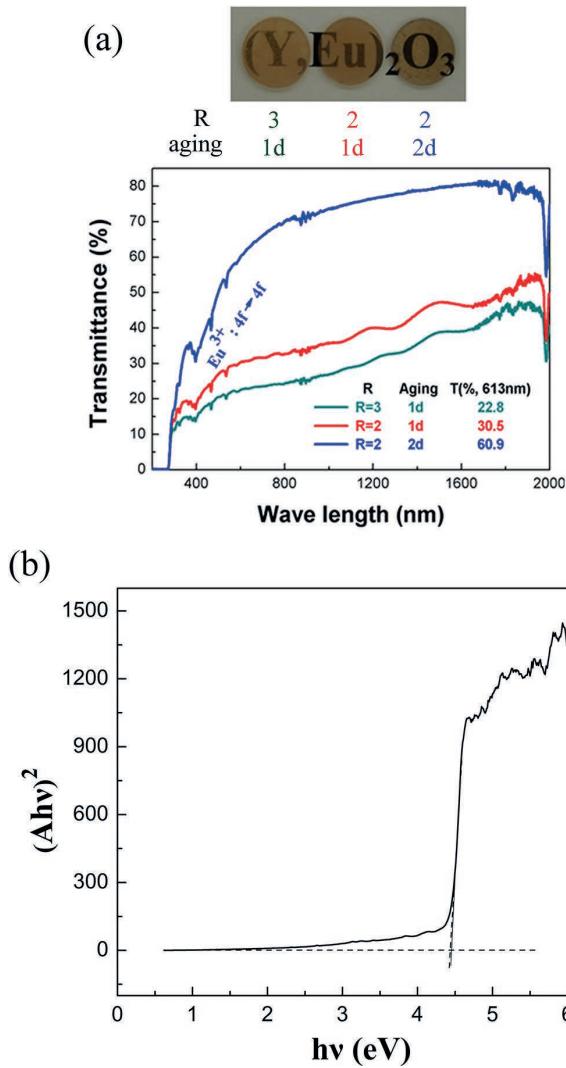 (a)
(Y,Eu)₂O₃
R 3 2 2
aging 1d 1d 2d
80
70
60
50
40
30
20
10
0
Transmittance (%)
Eu³⁺: 4f→4f
R Aging T(%, 613nm)
R=3 1d 22.8
R=2 1d 30.5
R=2 2d 60.9
400 800 1200 1600 2000
Wave length (nm)
(b)
1500
1200
900
600
300
0
(Ahν)²
0 1 2 3 4 5 6
hν (eV)